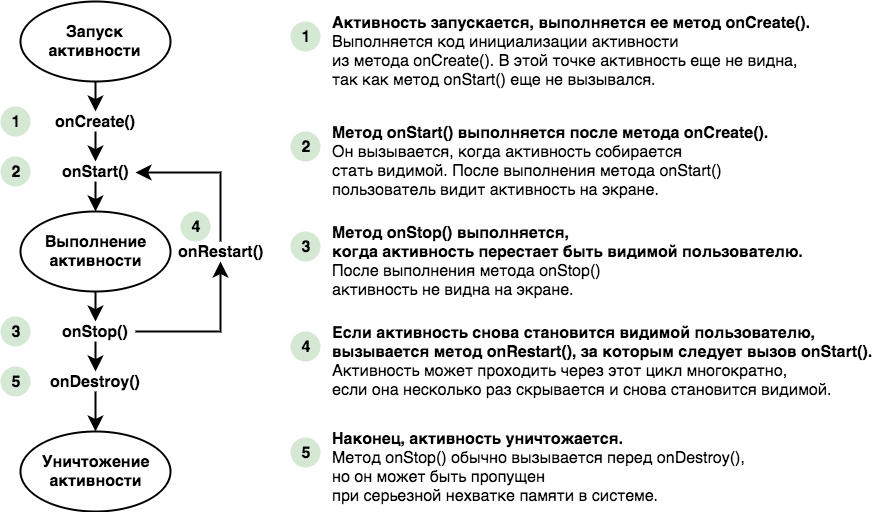 Запуск
активности
1
onCreate()
2
onStart()
4
onRestart()
Выполнение
активности
3
onStop()
5
onDestroy()
Уничтожение
активности
1
Активность запускается, выполняется ее метод onCreate().
Выполняется код инициализации активности
из метода onCreate(). В этой точке активность еще не видна,
так как метод onStart() еще не вызывался.
2
Метод onStart() выполняется после метода onCreate().
Он вызывается, когда активность собирается
стать видимой. После выполнения метода onStart()
пользователь видит активность на экране.
3
Метод onStop() выполняется,
когда активность перестает быть видимой пользователю.
После выполнения метода onStop()
активность не видна на экране.
4
Если активность снова становится видимой пользователю,
вызывается метод onRestart(), за которым следует вызов onStart().
Активность может проходить через этот цикл многократно,
если она несколько раз скрывается и снова становится видимой.
5
Наконец, активность уничтожается.
Метод onStop() обычно вызывается перед onDestroy(),
но он может быть пропущен
при серьезной нехватке памяти в системе.